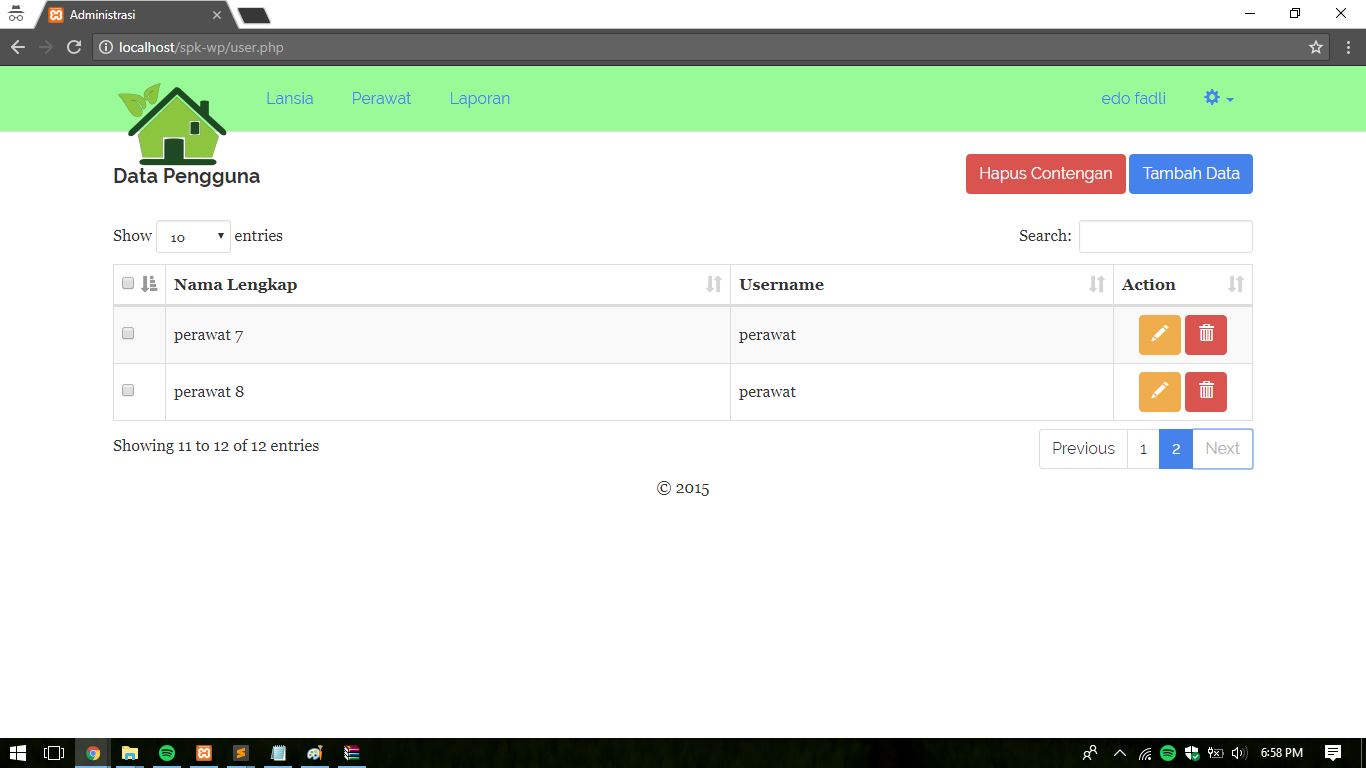 Administrasi
localhost/spk-wp/user.php
Lansia Perawat Laporan edo fadli
Data Pengguna Hapus Contengan Tambah Data
Show 10 entries Search:
Nama Lengkap Username Action
perawat 7 perawat
perawat 8 perawat
Showing 11 to 12 of 12 entries Previous 1 2 Next
© 2015
6:58 PM